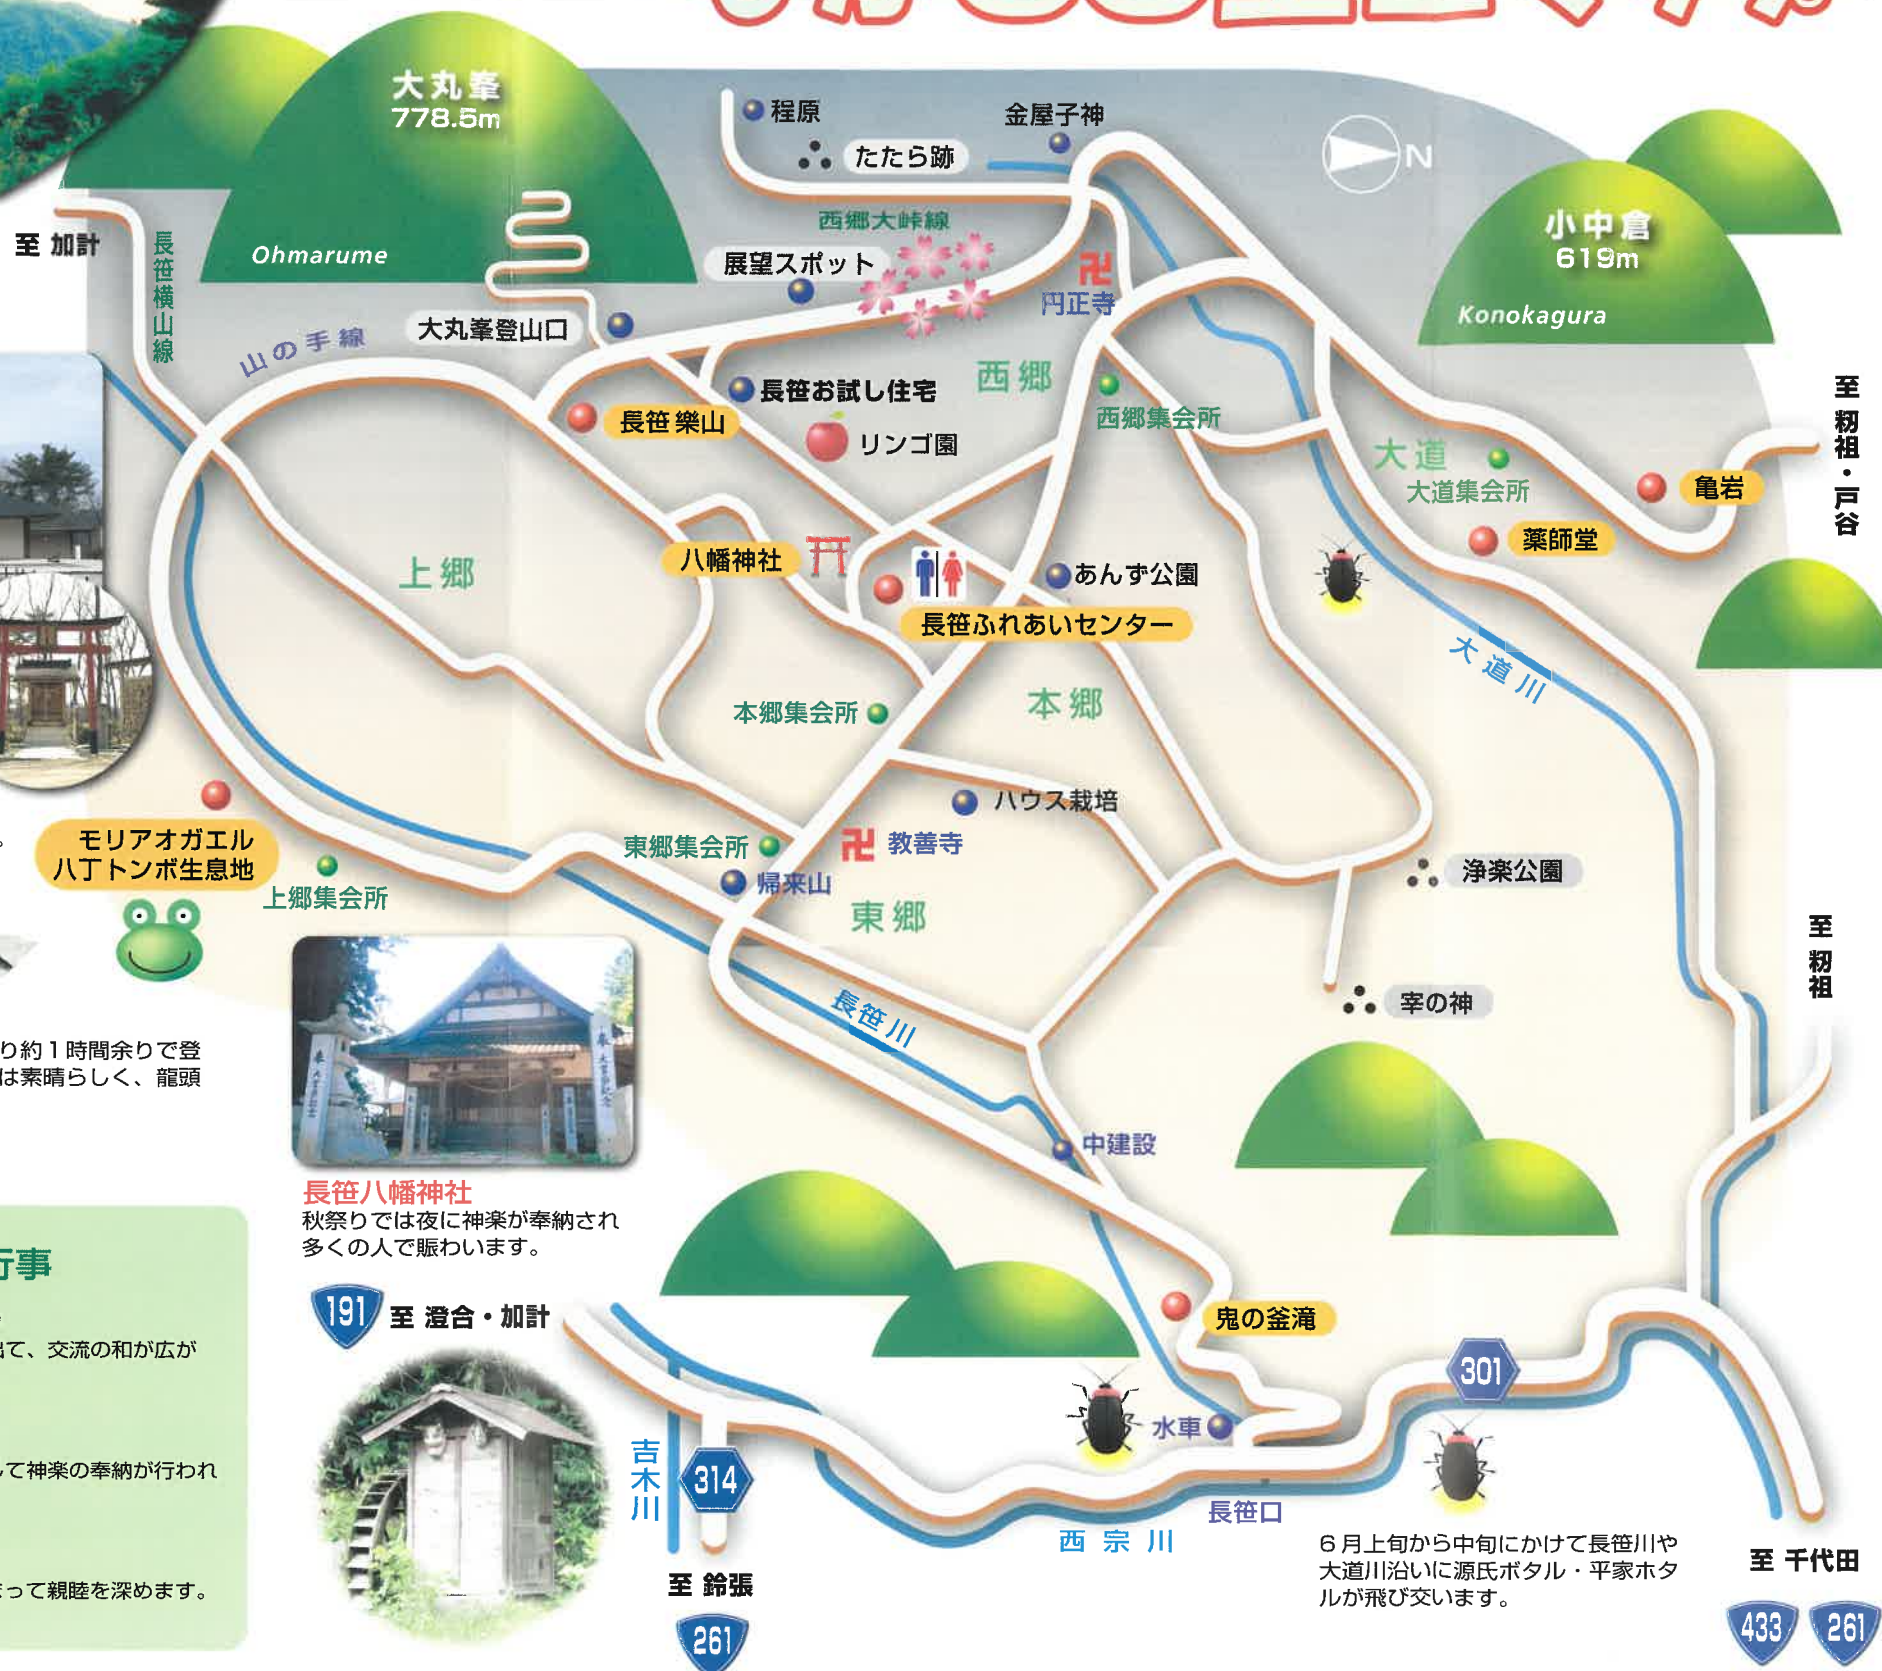 大丸峯
778.5m
Ohmarume
程原
たたら跡
金屋子神
N
小中倉
619m
Konokagura
至 加計
長笹横山線
山の手線
西郷大峠線
展望スポット
大丸峯登山口
円正寺
西郷
長笹お試し住宅
長笹 樂山
リンゴ園
西郷集会所
大道
大道集会所
亀岩
薬師堂
至 籾祖・戸谷
上郷
八幡神社
あんず公園
長笹ふれあいセンター
大道川
本郷集会所
本郷
ハウス栽培
モリアオガエル
八丁トンボ生息地
上郷集会所
東郷集会所
教善寺
帰来山
東郷
浄楽公園
宰の神
至 籾祖
長笹川
り約1時間余りで登
は素晴らしく、龍頭
中建設
長笹八幡神社
秋祭りでは夜に神楽が奉納され
多くの人で賑わいます。
行事
出て、交流の和が広が
して神楽の奉納が行われ
まって親睦を深めます。
191
至 澄合・加計
鬼の釜滝
301
水車
吉木川
314
長笹口
西宗川
至 鈴張
261
6月上旬から中旬にかけて長笹川や
大道川沿いに源氏ボタル・平家ホタ
ルが飛び交います。
至 千代田
433
261